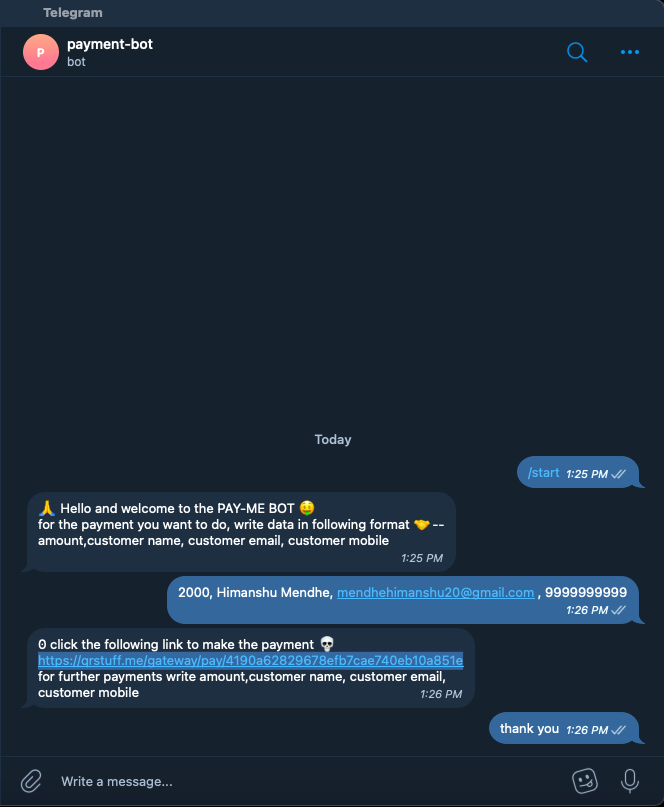 Telegram
P
payment-bot
bot
Today
/start 1:25 PM
🙏 Hello and welcome to the PAY-ME BOT 🤑
for the payment you want to do, write data in following format 🤝 --
amount,customer name, customer email, customer mobile
1:25 PM
2000, Himanshu Mendhe, mendhehimanshu20@gmail.com , 9999999999
1:26 PM
0 click the following link to make the payment 💀
https://qrstuff.me/gateway/pay/4190a62829678efb7cae740eb10a851e
for further payments write amount,customer name, customer email,
customer mobile 1:26 PM
thank you 1:26 PM
Write a message...